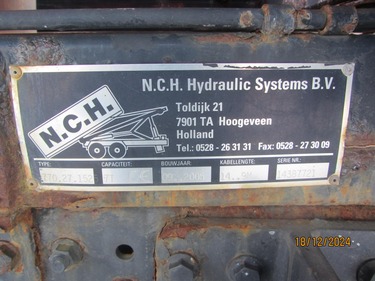 N.C.H. Hydraulic Systems B.V.
N.C.H.
Toldijk 21
7901 TA Hoogeveen
Holland
Tel.: 0528 - 26 31 31 Fax: 0528 - 27 30 09
TYPE: CAPACITEIT: BOUWJAAR: KABELLENGTE: SERIE NR.:
18/12/2024